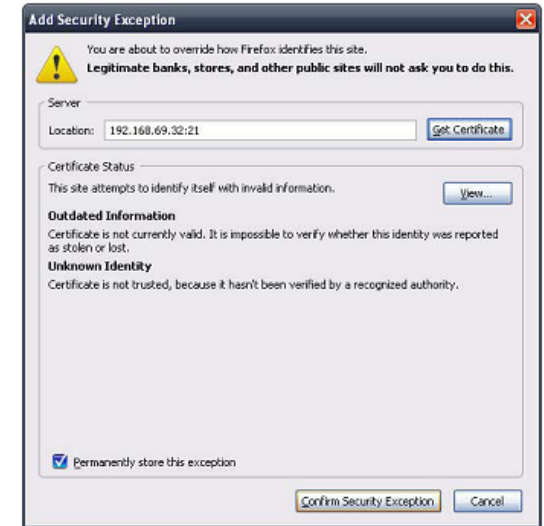 Add Security Exception
You are about to override how Firefox identifies this site.
Legitimate banks, stores, and other public sites will not ask you to do this.
Server
Location: 192.168.69.32:21 Get Certificate
Certificate Status
This site attempts to identify itself with invalid information. View...
Outdated Information
Certificate is not currently valid. It is impossible to verify whether this identity was reported
as stolen or lost.
Unknown Identity
Certificate is not trusted, because it hasn't been verified by a recognized authority.
Permanently store this exception
Confirm Security Exception Cancel